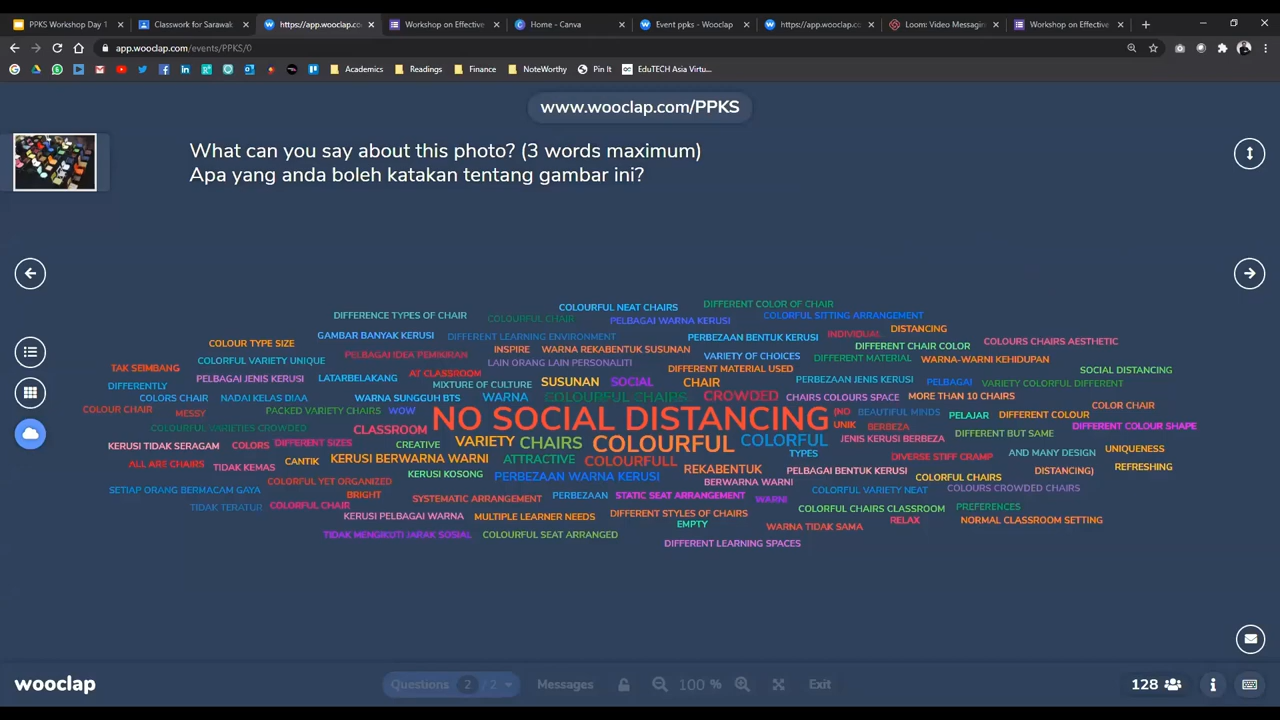 PPKS Workshop Day 1
Classwork for Sarawak
https://app.wooclap.co
Workshop on Effective
Home - Canva
Event ppks - Wooclap
https://app.wooclap.co
Loom: Video Messagin
Workshop on Effective
app.wooclap.com/events/PPKS/0
Academics
Readings
Finance
NoteWorthy
Pin It
EduTECH Asia Virtu...
www.wooclap.com/PPKS
What can you say about this photo? (3 words maximum)
Apa yang anda boleh katakan tentang gambar ini?
COLOURFUL NEAT CHAIRS DIFFERENT COLOR OF CHAIR
DIFFERENCE TYPES OF CHAIR COLOURFUL CHAIR PELBAGAI WARNA KERUSI COLORFUL SITTING ARRANGEMENT
GAMBAR BANYAK KERUSI DIFFERENT LEARNING ENVIRONMENT PERBEZAAN BENTUK KERUSI INDIVIDUAL DISTANCING
COLOUR TYPE SIZE PELBAGAI IDEA PEMIKIRAN INSPIRE WARNA REKABENTUK SUSUNAN DIFFERENT CHAIR COLOR COLOURS CHAIRS AESTHETIC
COLOURFUL VARIETY UNIQUE LAIN ORANG LAIN PERSONALITI VARIETY OF CHOICES DIFFERENT MATERIAL WARNA-WARNI KEHIDUPAN
TAK SEIMBANG AT CLASSROOM DIFFERENT MATERIAL USED SOCIAL DISTANCING
DIFFERENTLY PELBAGAI JENIS KERUSI LATARBELAKANG MIXTURE OF CULTURE SUSUNAN SOCIAL CHAIR PERBEZAAN JENIS KERUSI PELBAGAI VARIETY COLORFUL DIFFERENT
COLORS CHAIR NADAI KELAS DIAA WARNA SUNGGUH BTS WARNA COLOURFUL CHAIRS CROWDED CHAIRS COLOURS SPACE MORE THAN 10 CHAIRS
COLOUR CHAIR MESSY PACKED VARIETY CHAIRS WOW NO SOCIAL DISTANCING (NO BEAUTIFUL MINDS PELAJAR DIFFERENT COLOUR COLOR CHAIR
COLOURFUL VARIETIES CROWDED CLASSROOM UNIK BERBEZA DIFFERENT BUT SAME DIFFERENT COLOUR SHAPE
KERUSI TIDAK SERAGAM COLORS DIFFERENT SIZES CREATIVE VARIETY CHAIRS COLOURFUL COLORFUL JENIS KERUSI BERBEZA AND MANY DESIGN UNIQUENESS
ALL ARE CHAIRS TIDAK KEMAS CANTIK KERUSI BERWARNA WARNI ATTRACTIVE COLOURFULL TYPES DIVERSE STIFF CRAMP REFRESHING
COLORFUL YET ORGANIZED KERUSI KOSONG PERBEZAAN WARNA KERUSI REKABENTUK PELBAGAI BENTUK KERUSI COLORFUL CHAIRS DISTANCING)
SETIAP ORANG BERMACAM GAYA BRIGHT BERWARNA WARNI COLORFUL VARIETY NEAT COLOURS CROWDED CHAIRS
TIDAK TERATUR COLORFUL CHAIR SYSTEMATIC ARRANGEMENT PERBEZAAN STATIC SEAT ARRANGEMENT WARNI COLORFUL CHAIRS CLASSROOM PREFERENCES
KERUSI PELBAGAI WARNA MULTIPLE LEARNER NEEDS DIFFERENT STYLES OF CHAIRS EMPTY WARNA TIDAK SAMA RELAX NORMAL CLASSROOM SETTING
TIDAK MENGIKUTI JARAK SOSIAL COLOURFUL SEAT ARRANGED DIFFERENT LEARNING SPACES
wooclap
Questions 2 / 2
Messages
100 %
Exit
128